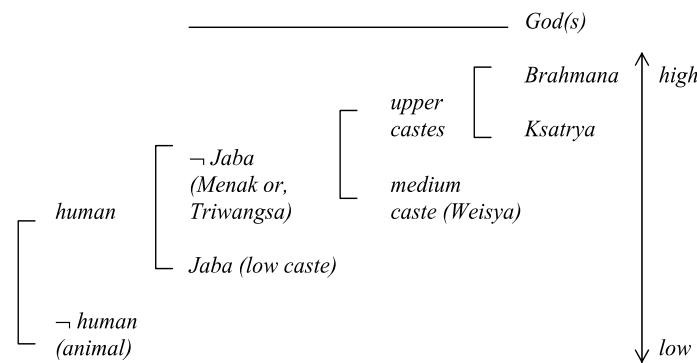 God(s)
Brahmana
high
upper
castes
Ksatrya
¬ Jaba
(Menak or,
Triwangsa)
medium
caste (Weisya)
human
Jaba (low caste)
¬ human
(animal)
low